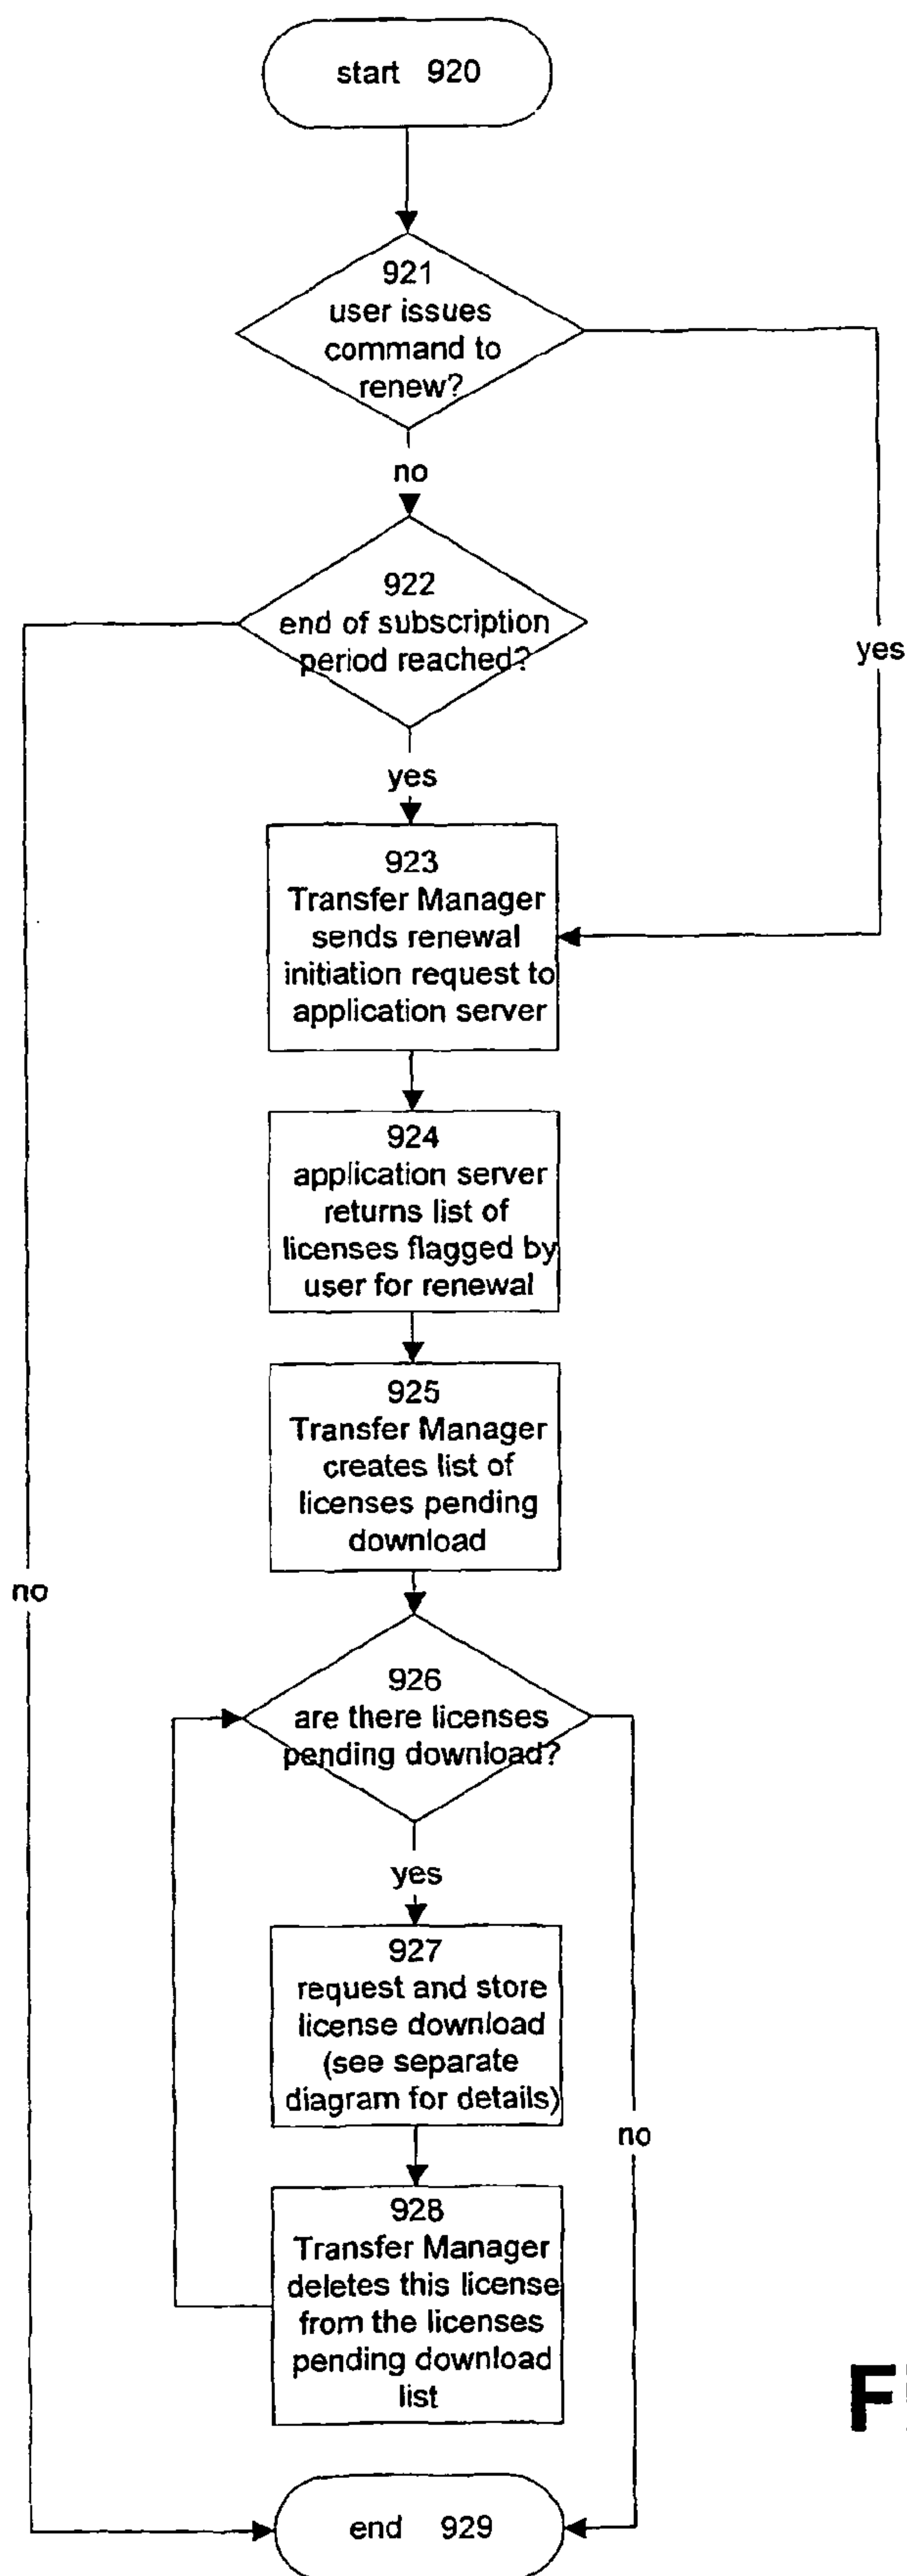 start 920
921
user issues
command to
renew?
no
922
end of subscription
period reached?
yes
yes
923
Transfer Manager
sends renewal
initiation request to
application server
924
application server
returns list of
licenses flagged by
user for renewal
925
Transfer Manager
creates list of
licenses pending
download
no
926
are there licenses
pending download?
yes
927
request and store
license download
(see separate
diagram for details)
no
928
Transfer Manager
deletes this license
from the licenses
pending download
list
end 929